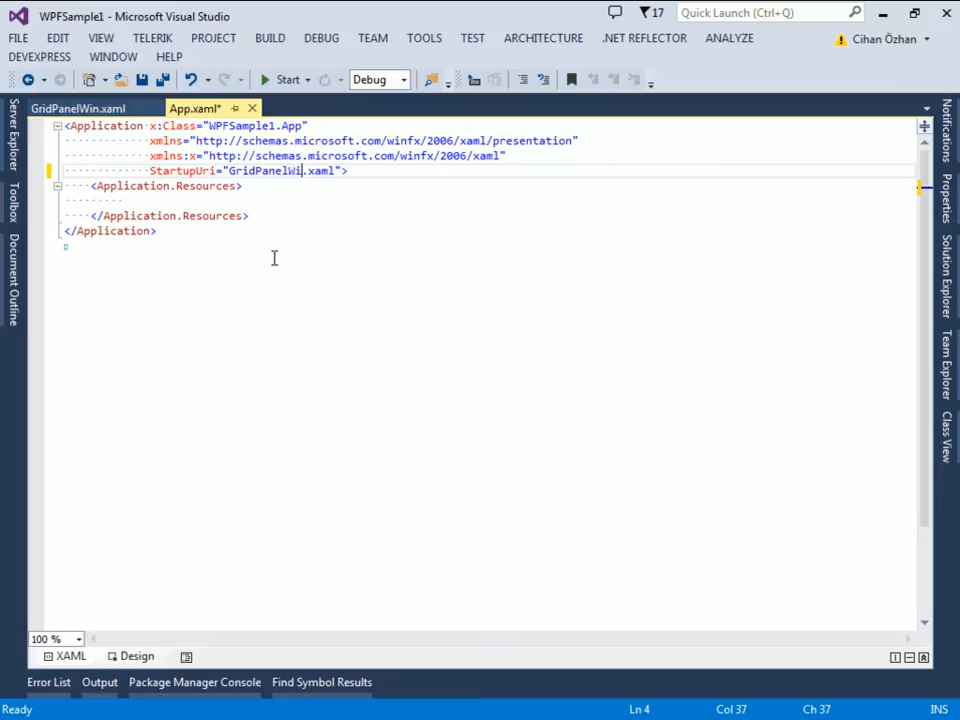 WPFSample1 - Microsoft Visual Studio
17
Quick Launch (Ctrl+Q)
FILE EDIT VIEW TELERIK PROJECT BUILD DEBUG TEAM TOOLS TEST ARCHITECTURE .NET REFLECTOR ANALYZE
Cihan Özhan
DEVEXPRESS WINDOW HELP
Start
Debug
GridPanelWin.xaml
App.xaml*
<Application x:Class="WPFSample1.App"
xmlns="http://schemas.microsoft.com/winfx/2006/xaml/presentation"
xmlns:x="http://schemas.microsoft.com/winfx/2006/xaml"
StartupUri="GridPanelWi.xaml">
<Application.Resources>
</Application.Resources>
</Application>
Server Explorer
Toolbox
Document Outline
Notifications
Properties
Solution Explorer
Team Explorer
Class View
100 %
XAML
Design
Error List
Output
Package Manager Console
Find Symbol Results
Ready
Ln 4
Col 37
Ch 37
INS